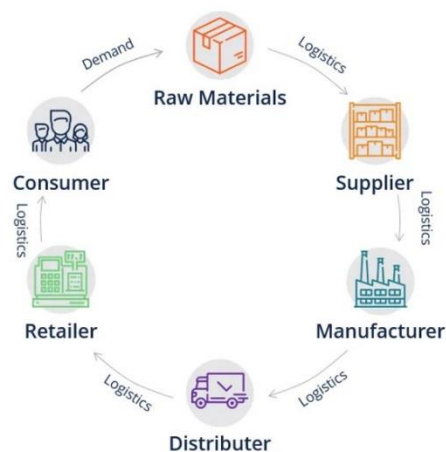 Demand
Logistics
Raw Materials
Consumer
Supplier
Logistics
Logistics
Retailer
Manufacturer
Logistics
Logistics
Distributer